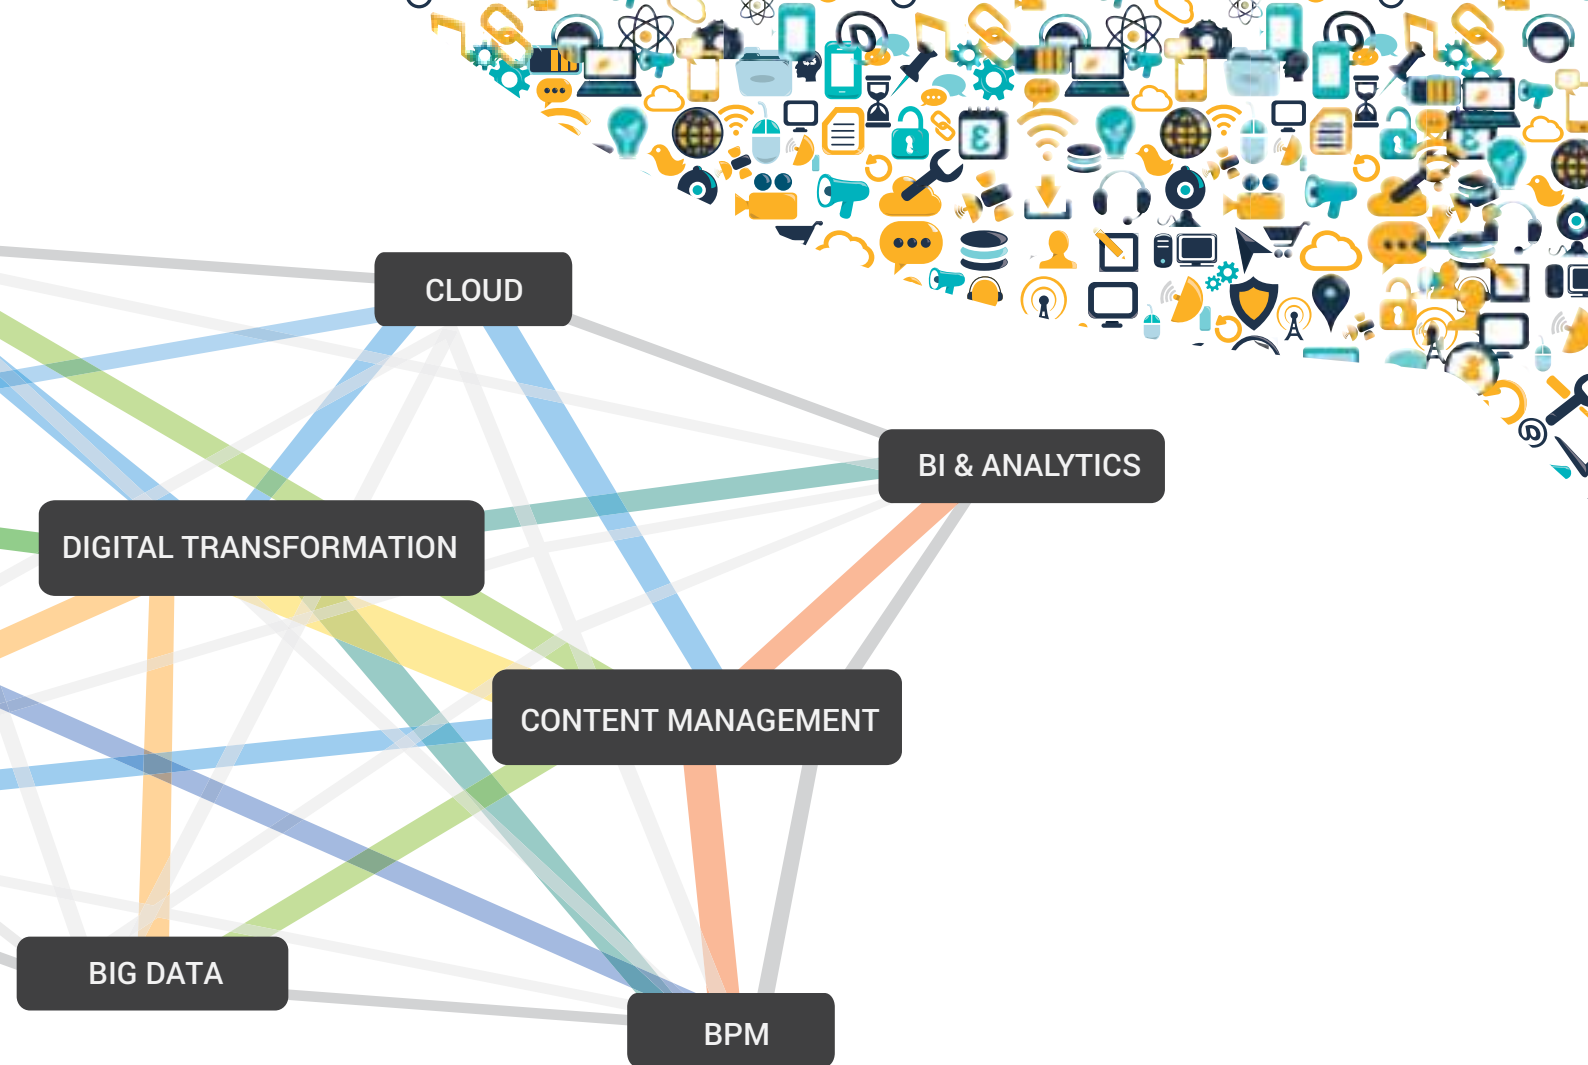 CLOUD
BI & ANALYTICS
DIGITAL TRANSFORMATION
CONTENT MANAGEMENT
BIG DATA
BPM